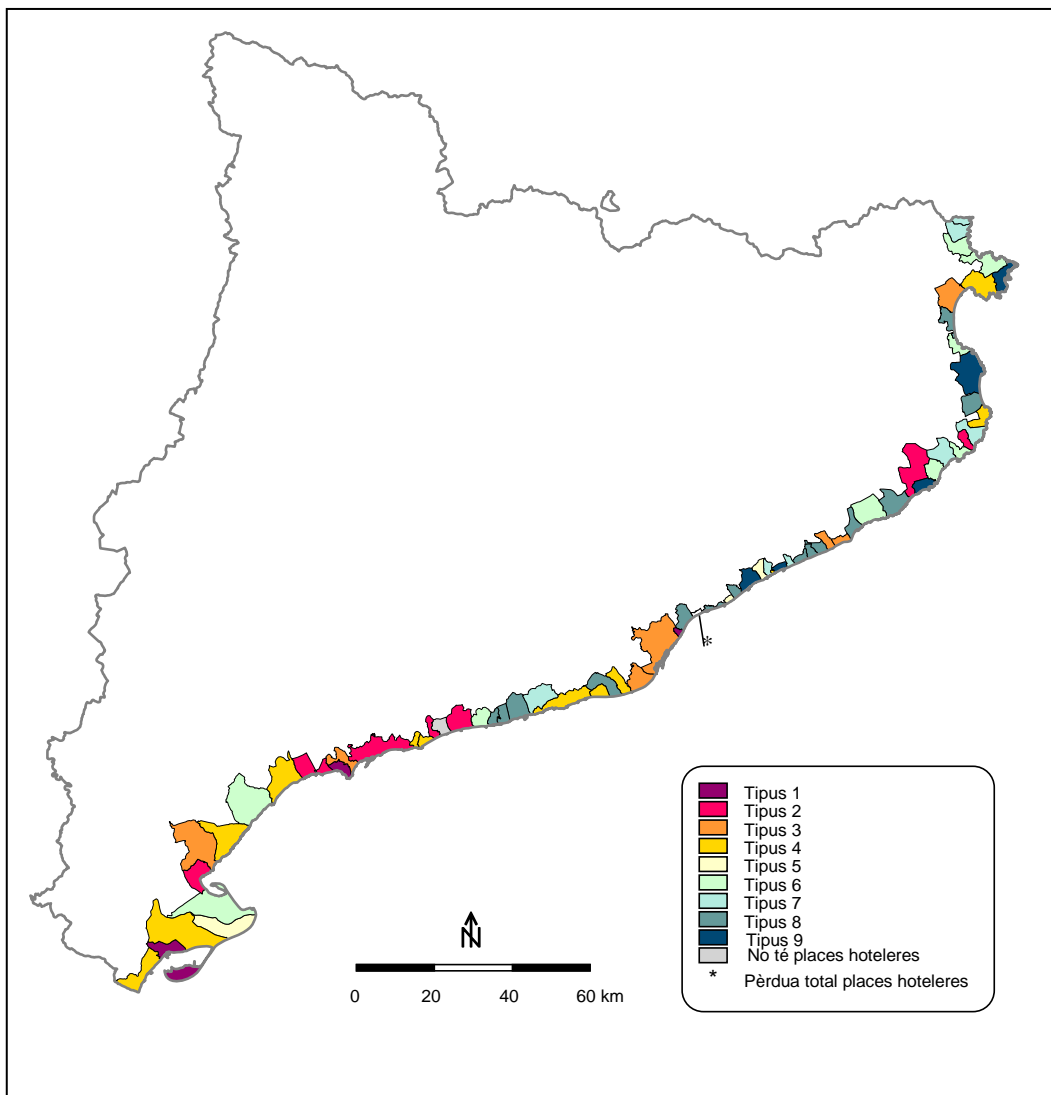 *
Tipus 1
Tipus 2
Tipus 3
Tipus 4
Tipus 5
Tipus 6
Tipus 7
Tipus 8
Tipus 9
No té places hoteleres
* Pèrdua total places hoteleres
N
0 20 40 60 km